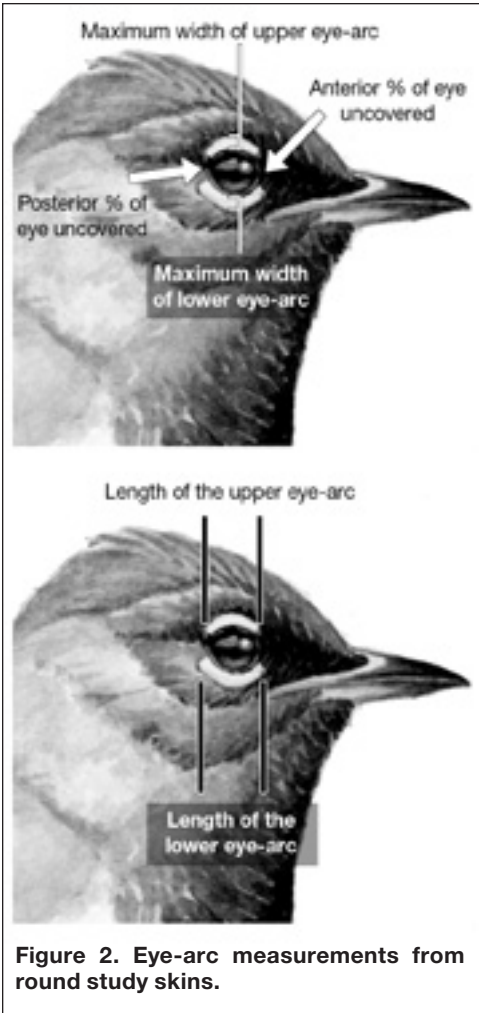 Maximum width of upper eye-arc
Anterior % of eye
uncovered
Posterior % of
eye uncovered
Maximum width
of lower eye-arc
Length of the upper eye-arc
Length of the
lower eye-arc
Figure 2. Eye-arc measurements from
round study skins.